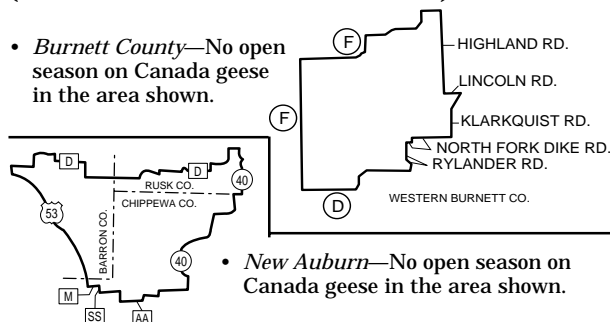 • Burnett County—No open
season on Canada geese
in the area shown.
F
HIGHLAND RD.
LINCOLN RD.
F
KLARKQUIST RD.
NORTH FORK DIKE RD.
RYLANDER RD.
D
WESTERN BURNETT CO.
D
D
RUSK CO.
40
CHIPPEWA CO.
53
BARRON CO.
40
• New Auburn—No open season on
Canada geese in the area shown.
M
SS
AA